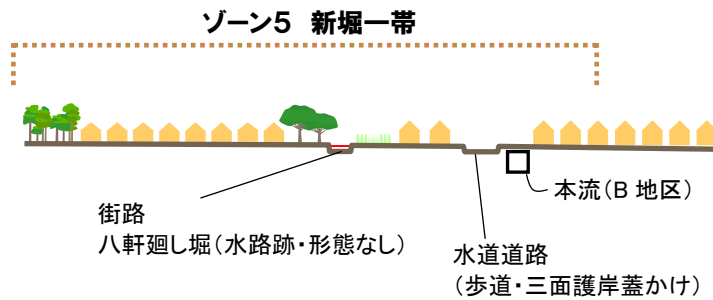 ゾーン5 新堀一帯
本流(B 地区)
街路
八軒廻し堀(水路跡・形態なし)
水道道路
(歩道・三面護岸蓋かけ)